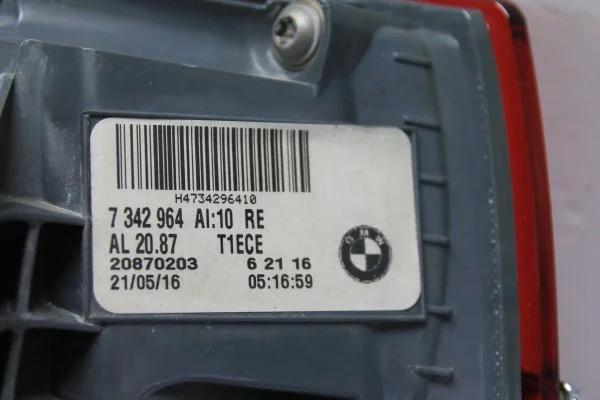 H4734296410
7 342 964 AI:10 RE
AL 20.87 T1ECE
20870203 6 21 16
21/05/16 05:16:59
BMW